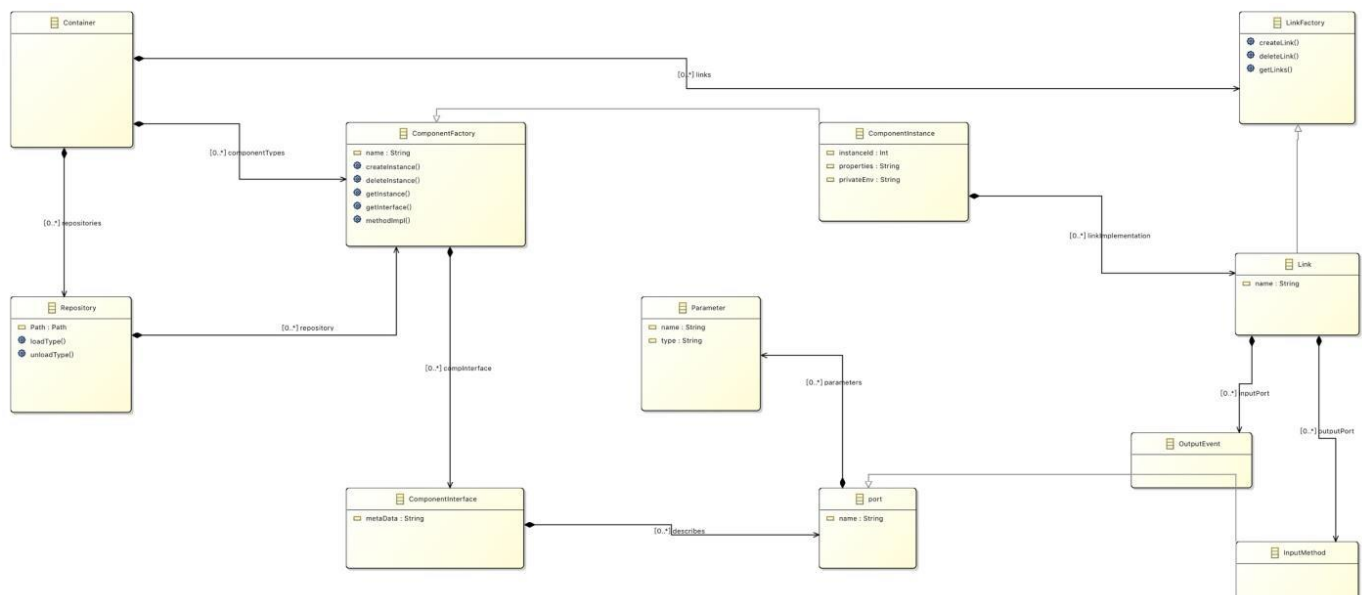 Container
LinkFactory
createLink()
deleteLink()
getLinks()
[0..*] links
ComponentFactory
name : String
createInstance()
deleteInstance()
getInstance()
getInterface()
methodImpl()
[0..*] componentTypes
ComponentInstance
instanceId : Int
properties : String
privateEnv : String
[0..*] repositories
[0..*] linkImplementation
Link
name : String
Repository
Path : Path
loadType()
unloadType()
[0..*] repository
Parameter
name : String
type : String
[0..*] compInterface
[0..*] parameters
[0..*] inputPort
[0..*] outputPort
OutputEvent
ComponentInterface
metaData : String
[0..*] describes
port
name : String
InputMethod